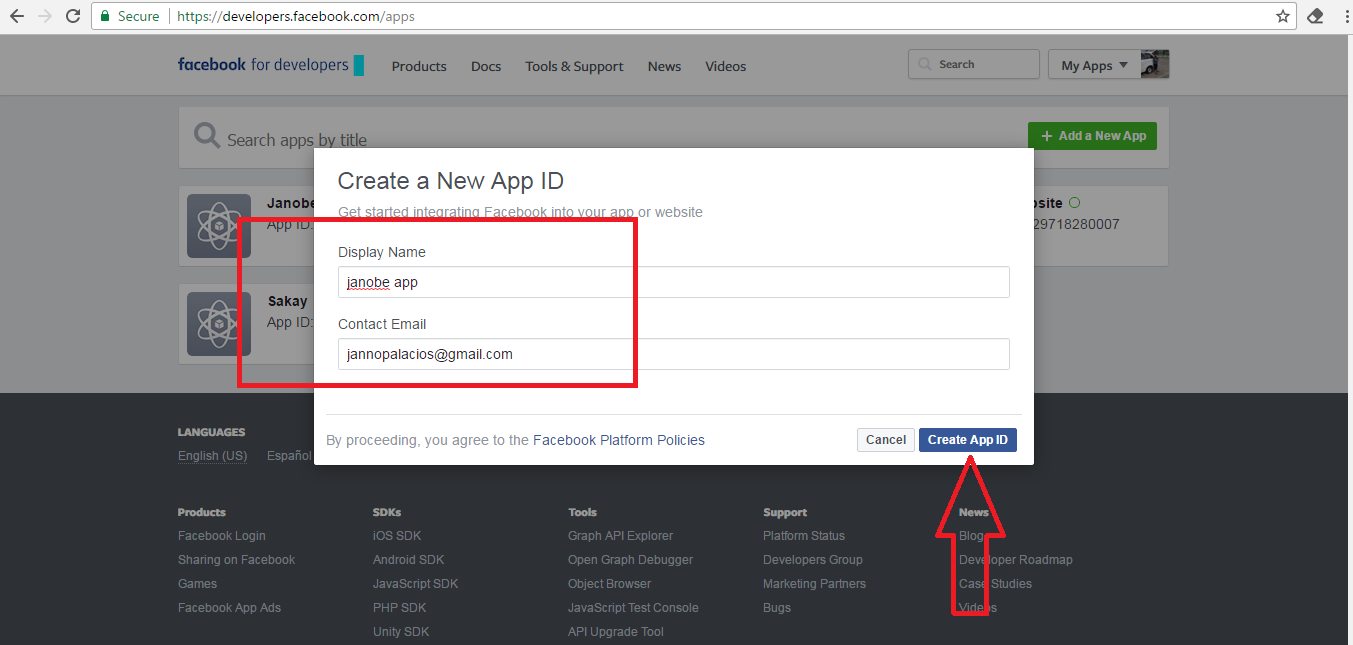 Secure https://developers.facebook.com/apps
facebook for developers Products Docs Tools & Support News Videos Search My Apps
Search apps by title + Add a New App
Create a New App ID
Get started integrating Facebook into your app or website
Janobe
App ID:
29718280007
Display Name
janobe app
Sakay
App ID:
Contact Email
jannopalacios@gmail.com
By proceeding, you agree to the Facebook Platform Policies Cancel Create App ID
LANGUAGES
English (US) Español
Products SDKs Tools Support News
Facebook Login iOS SDK Graph API Explorer Platform Status Blog
Sharing on Facebook Android SDK Open Graph Debugger Developers Group Developer Roadmap
Games JavaScript SDK Object Browser Marketing Partners Case Studies
Facebook App Ads PHP SDK JavaScript Test Console Bugs Videos
Unity SDK API Upgrade Tool